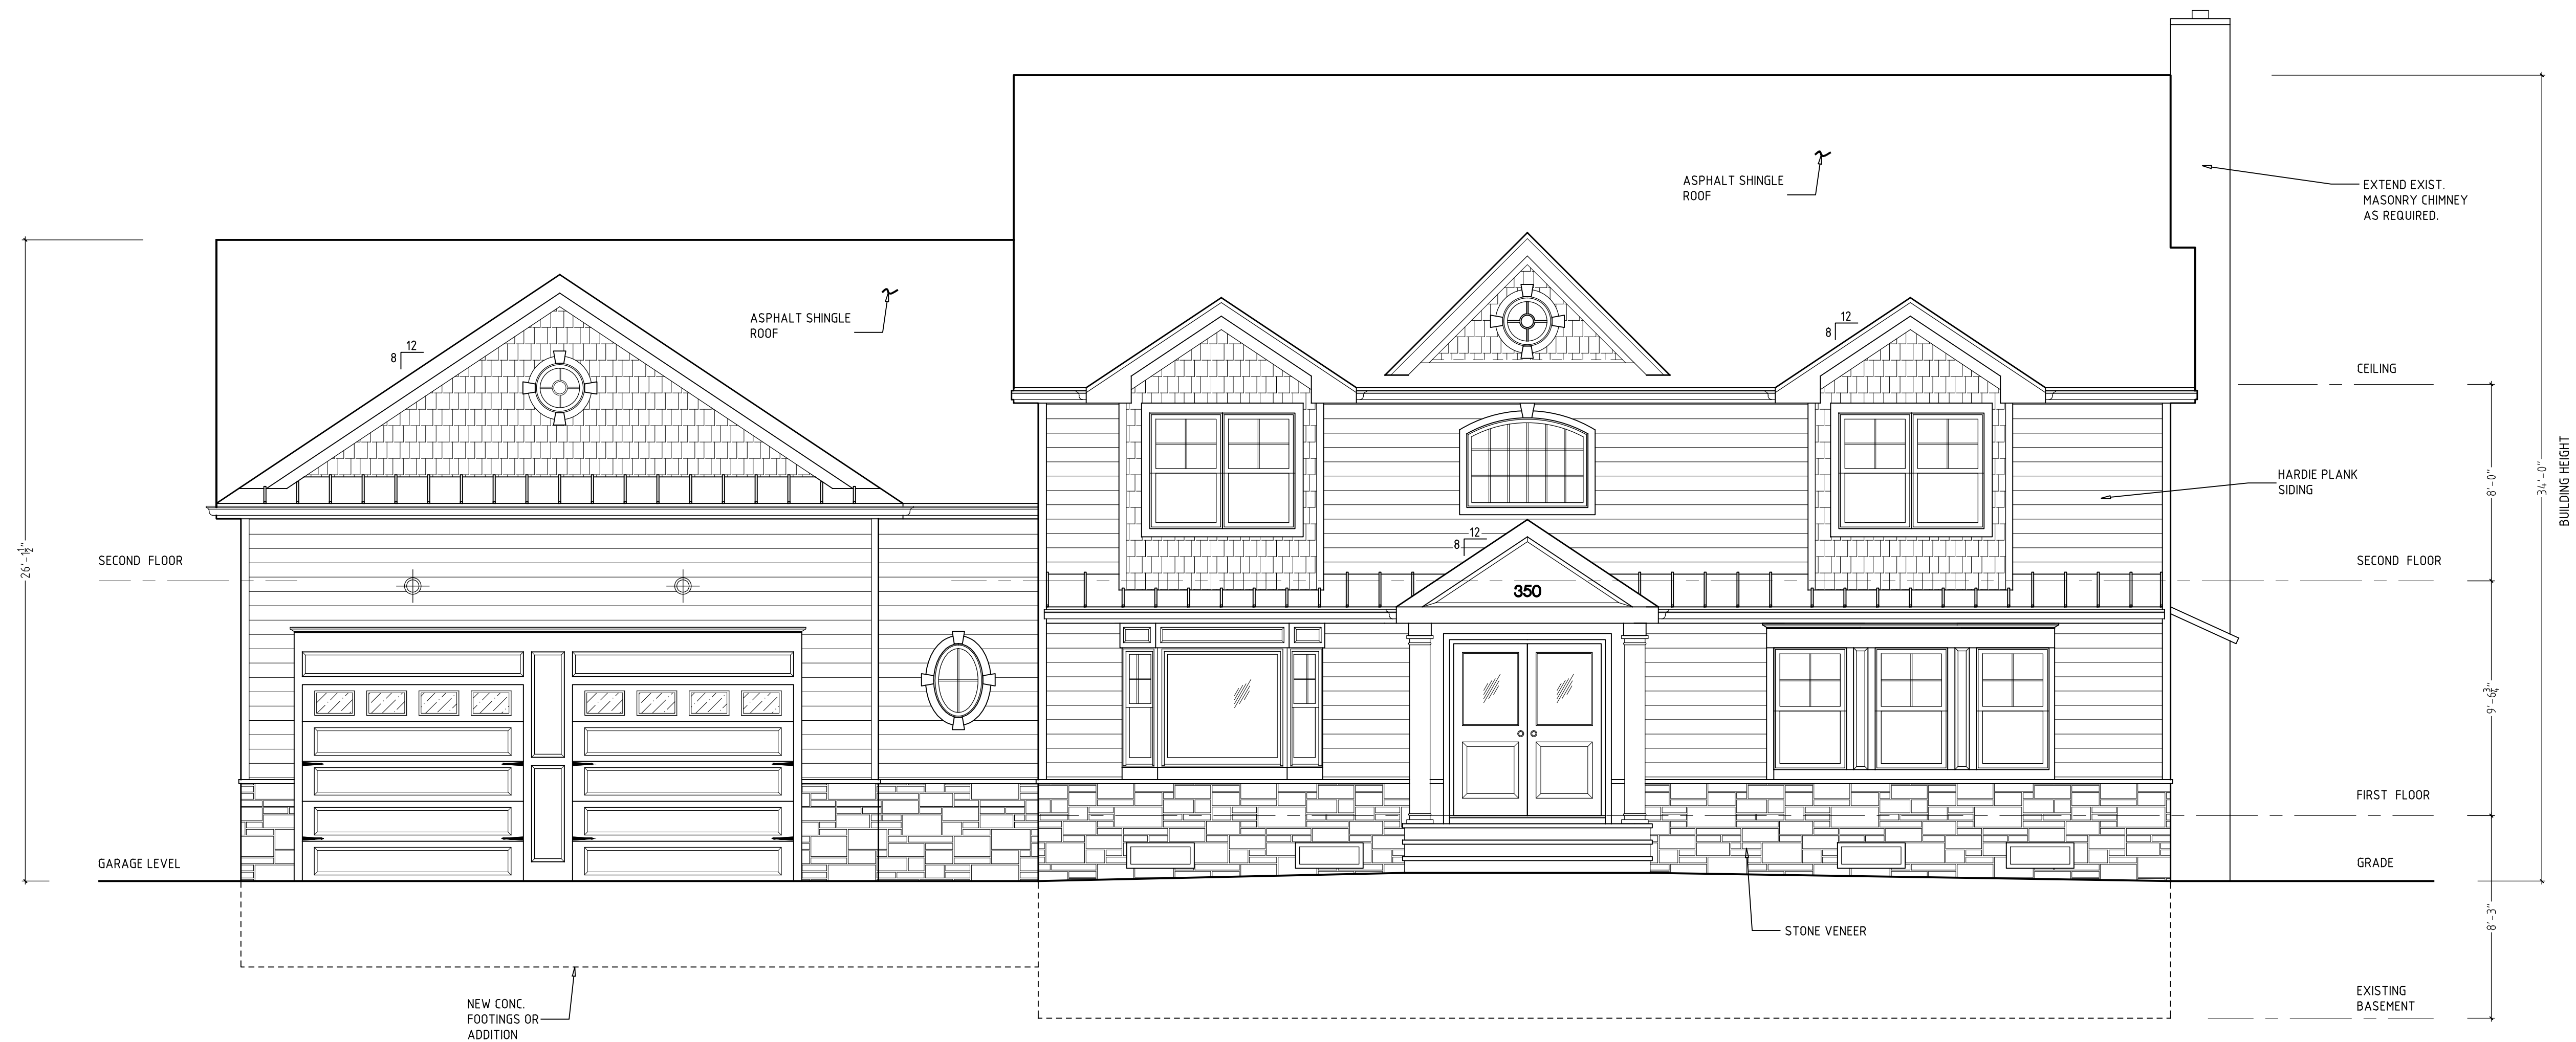 ASPHALT SHINGLE
ROOF
EXTEND EXIST.
MASONRY CHIMNEY
AS REQUIRED.
ASPHALT SHINGLE
ROOF
12
8
12
8
CEILING
HARDIE PLANK
SIDING
8'-0"
34'-0"
BUILDING HEIGHT
26'-1½"
SECOND FLOOR
12
8
SECOND FLOOR
350
9'-6¾"
FIRST FLOOR
GARAGE LEVEL
GRADE
STONE VENEER
8'-3"
NEW CONC.
FOOTINGS OR
ADDITION
EXISTING
BASEMENT